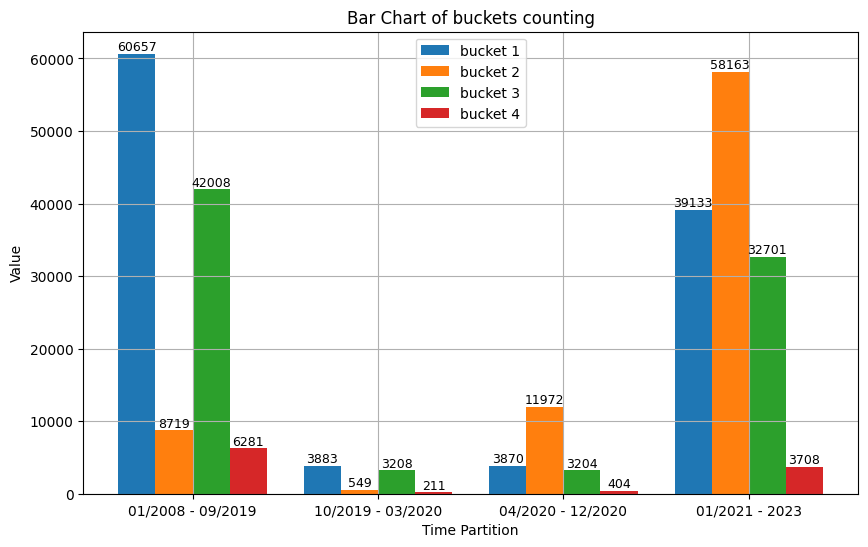 Bar Chart of buckets counting
bucket 1
bucket 2
bucket 3
bucket 4
Value
60000
50000
40000
30000
20000
10000
0
60657
8719
42008
6281
3883
549
3208
211
3870
11972
3204
404
39133
58163
32701
3708
01/2008 - 09/2019
10/2019 - 03/2020
04/2020 - 12/2020
01/2021 - 2023
Time Partition